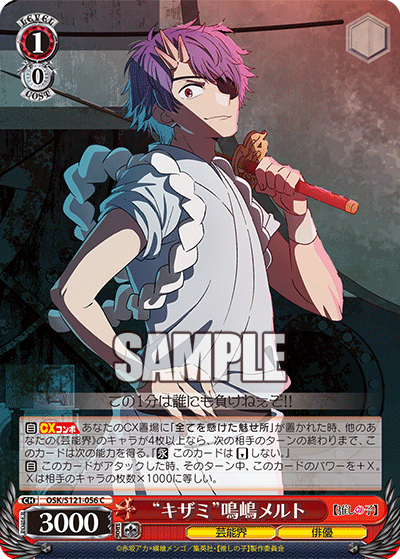 LEVEL
1
0
COST
SAMPLE
この1分は誰にも負けねぇぞ!!
自 CXコンボ あなたのCX置場に「全てを懸けた魅せ所」が置かれた時、他のあ
なたの《芸能界》のキャラが4枚以上なら、次の相手のターンの終わりまで、こ
のカードは次の能力を得る。『永 このカードは、しない。』
自 このカードがアタックした時、そのターン中、このカードのパワーを＋X。
Xは相手のキャラの枚数×1000に等しい。
CH OSK/S121-056 C
3000
“キザミ”鳴嶋メルト
【推しの子】
芸能界
俳優
©赤坂アカ×横槍メンゴ／集英社・【推しの子】製作委員会